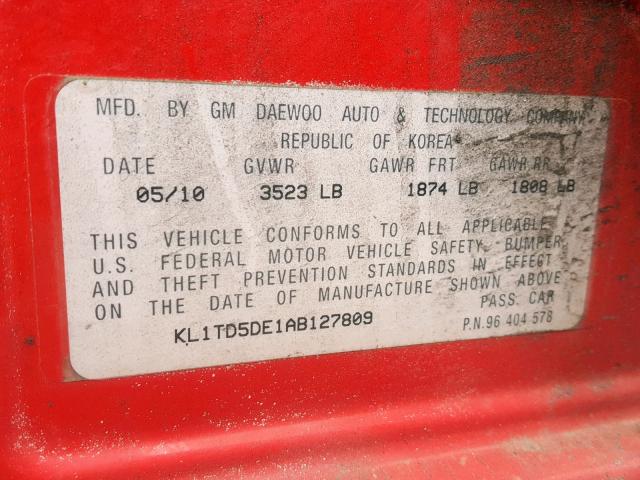 MFD. BY GM DAEWOO AUTO & TECHNOLOGY COMPANY
REPUBLIC OF KOREA
DATE GVWR GAWR FRT GAWR RR
05/10 3523 LB 1874 LB 1808 LB
THIS VEHICLE CONFORMS TO ALL APPLICABLE
U.S. FEDERAL MOTOR VEHICLE SAFETY, BUMPER,
AND THEFT PREVENTION STANDARDS IN EFFECT
ON THE DATE OF MANUFACTURE SHOWN ABOVE
PASS. CAR
KL1TD5DE1AB127809 P.N.96 404 578